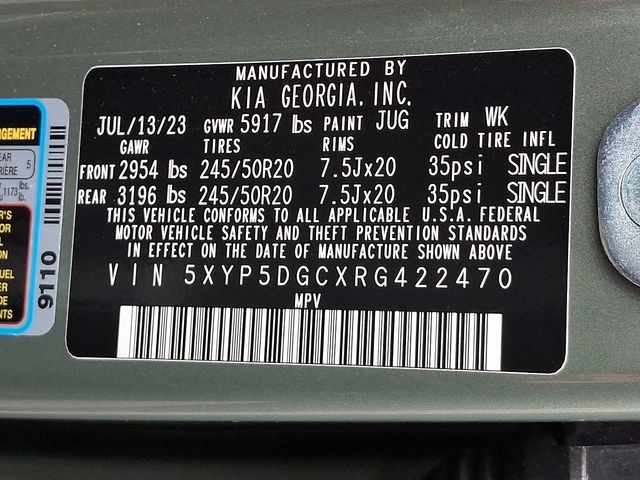 MANUFACTURED BY
KIA GEORGIA, INC.
JUL/13/23 GVWR 5917 lbs PAINT JUG TRIM WK
GAWR TIRES RIMS COLD TIRE INFL
FRONT 2954 lbs 245/50R20 7.5Jx20 35psi SINGLE
REAR 3196 lbs 245/50R20 7.5Jx20 35psi SINGLE
THIS VEHICLE CONFORMS TO ALL APPLICABLE U.S.A. FEDERAL
MOTOR VEHICLE SAFETY AND THEFT PREVENTION STANDARDS
IN EFFECT ON THE DATE OF MANUFACTURE SHOWN ABOVE
VIN 5XYP5DGCXRG422470
MPV
9110
5
1173 lbs.